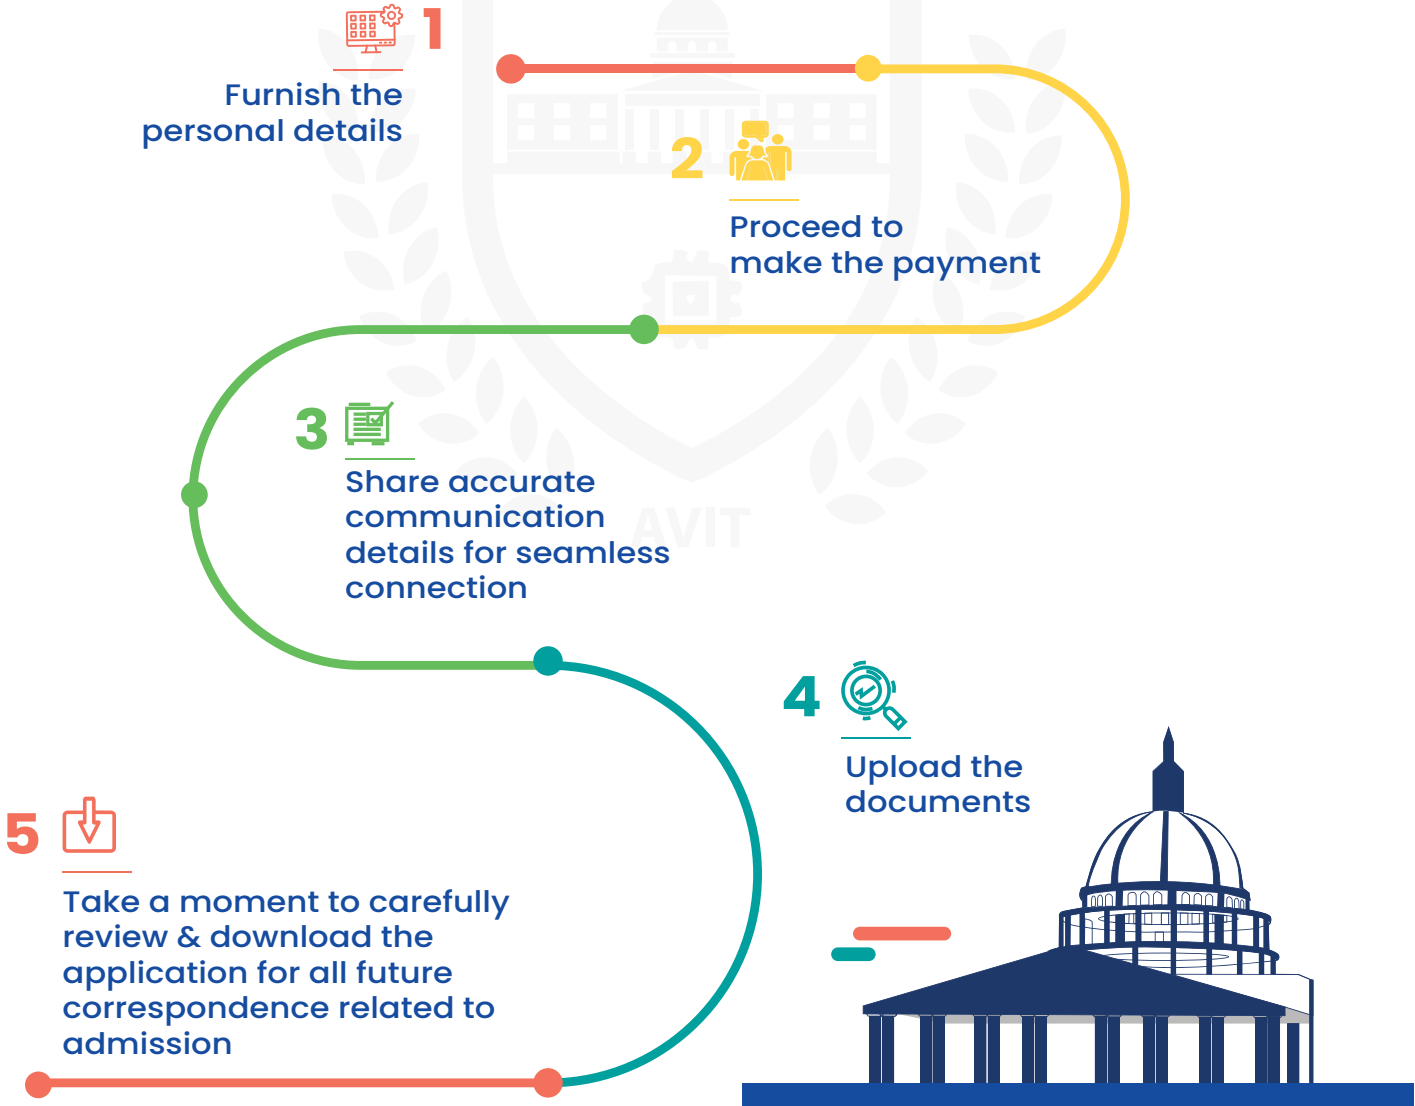 1
Furnish the
personal details
2
Proceed to
make the payment
3
Share accurate
communication
details for seamless
connection
AVIT
4
Upload the
documents
5
Take a moment to carefully
review & download the
application for all future
correspondence related to
admission